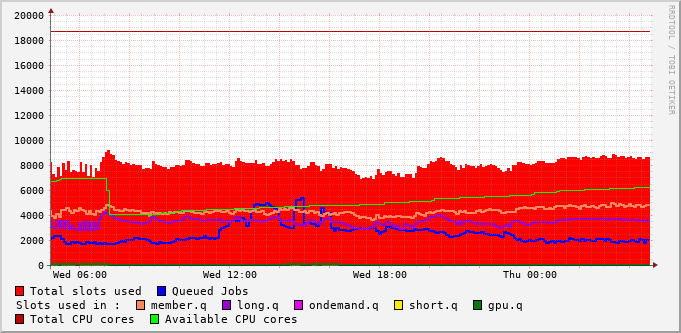 20000
18000
16000
14000
12000
10000
8000
6000
4000
2000
0
Wed 06:00 Wed 12:00 Wed 18:00 Thu 00:00
RRDTOOL / TOBI OETIKER
Total slots used Queued Jobs
Slots used in : member.q long.q ondemand.q short.q gpu.q
Total CPU cores Available CPU cores